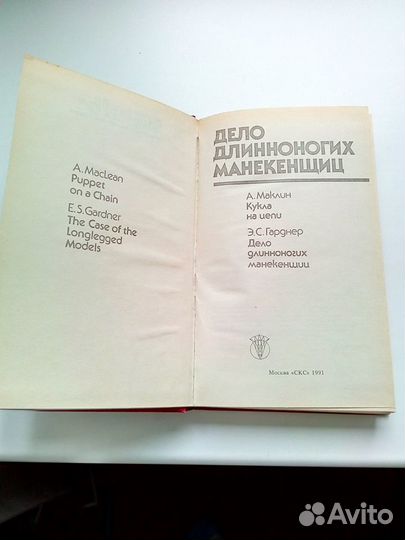 A. MacLean
Puppet
on a Chain
E.S. Gardner
The Case of the
Longlegged
Models
ДЕЛО
ДЛИННОНОГИХ
МАНЕКЕНЩИЦ
А. Маклин
Кукла
на цепи
Э.С. Гарднер
Дело
длинноногих
манекенщиц
Москва «СКС» 1991
Avito